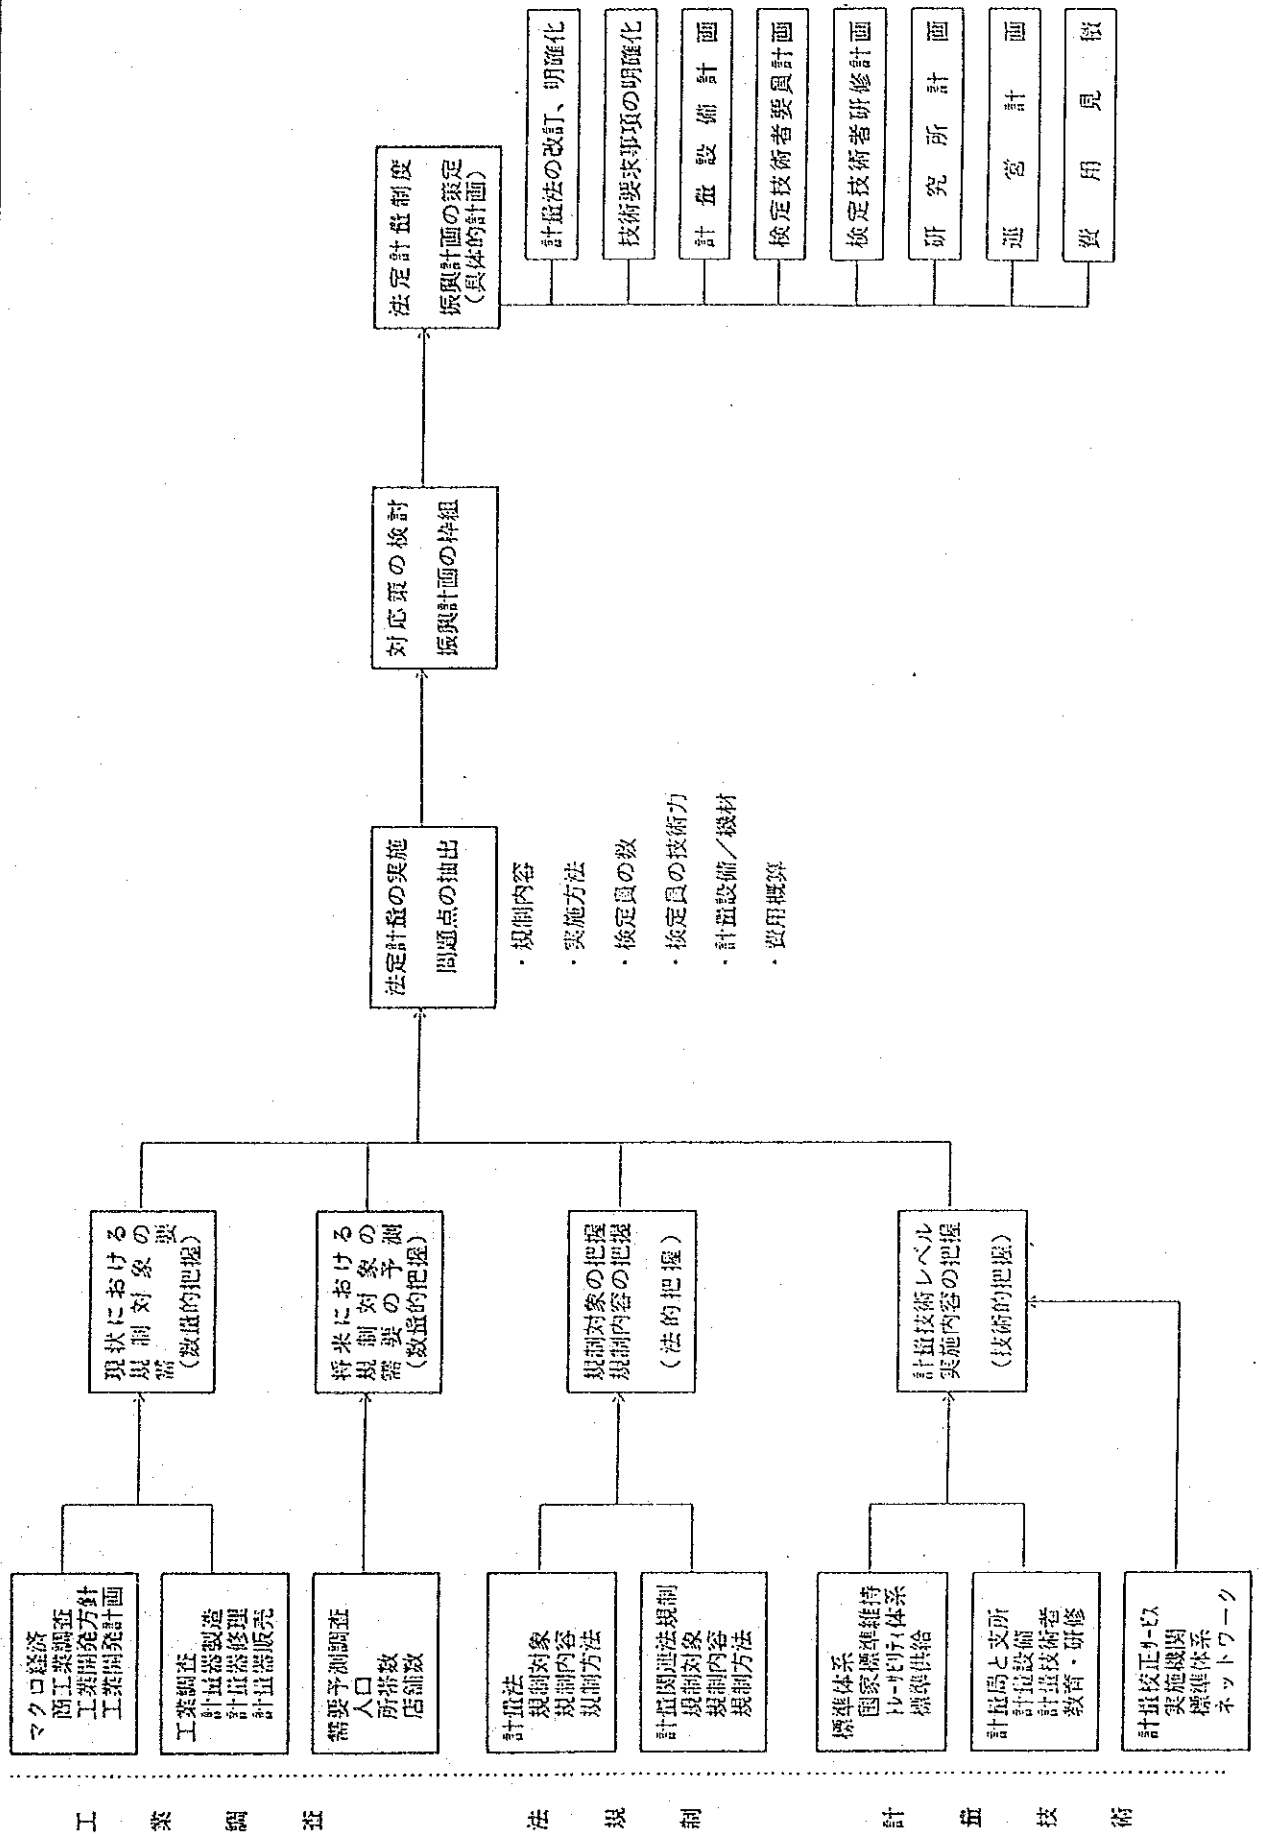 工業調査
マクロ経済
商工業調査
工業開発方針
工業開発計画
工業調査
計量器製造
計量器修理
計量器販売
需要予測調査
人口
所帯数
店舗数
法規制
計量法
規制対象
規制内容
規制方法
計量関連法規制
規制対象
規制内容
規制方法
計量技術
標準体系
国家標準維持
トレーサビリティ体系
標準供給
計量局と支所
計量設備
計量技術者
教育・研修
計量校正サービス
実施機関
標準体系
ネットワーク
現状における
規制対象の
需要
(数量的把握)
将来における
規制対象の
需要の予測
(数量的把握)
規制対象の把握
規制内容の把握
(法的把握)
計量技術レベル
実施内容の把握
(技術的把握)
法定計量の実施
問題点の抽出
・規制内容
・実施方法
・検定員の数
・検定員の技術力
・計量設備/機材
・費用概算
対応策の検討
振興計画の枠組
法定計量制度
振興計画の策定
(具体的計画)
計量法の改訂、明確化
技術要求事項の明確化
計量設備計画
検定技術者要員計画
検定技術者研修計画
研究所計画
運営計画
費用見積